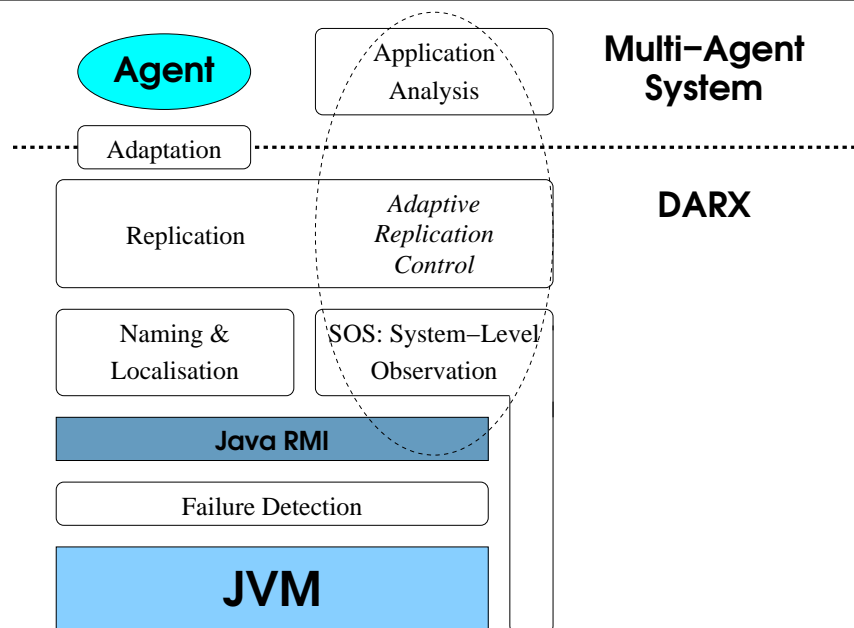 Agent
Application
Analysis
Multi−Agent
System
Adaptation
Replication
Adaptive
Replication
Control
DARX
Naming &
Localisation
SOS: System−Level
Observation
Java RMI
Failure Detection
JVM